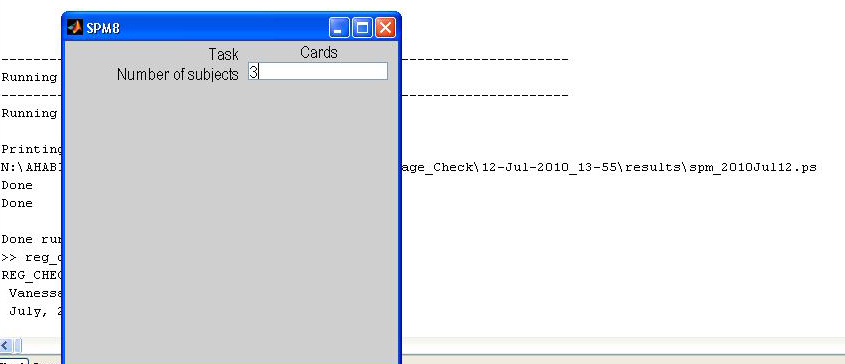 SPM8
Task Cards
Number of subjects 3
-----------------------------------------------
Running
-----------------------------------------------
Running
Printing
N:\AHABI age_Check\12-Jul-2010_13-55\results\spm_2010Jul12.ps
Done
Done
Done run
>> reg_c
REG_CHEC
Vanessa
July, 2